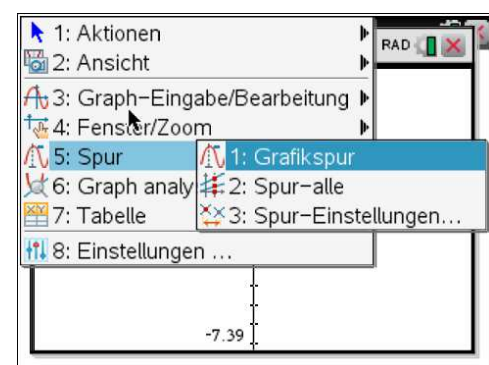 1: Aktionen
RAD
2: Ansicht
3: Graph-Eingabe/Bearbeitung
4: Fenster/Zoom
5: Spur
1: Grafikspur
6: Graph analy
2: Spur-alle
7: Tabelle
3: Spur-Einstellungen...
8: Einstellungen ...
-7.39